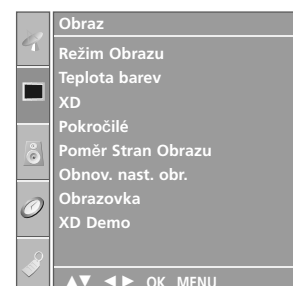 Obraz
Režim Obrazu
Teplota barev
XD
Pokročilé
Poměr Stran Obrazu
Obnov. nast. obr.
Obrazovka
XD Demo
▲▼ ◄► OK MENU